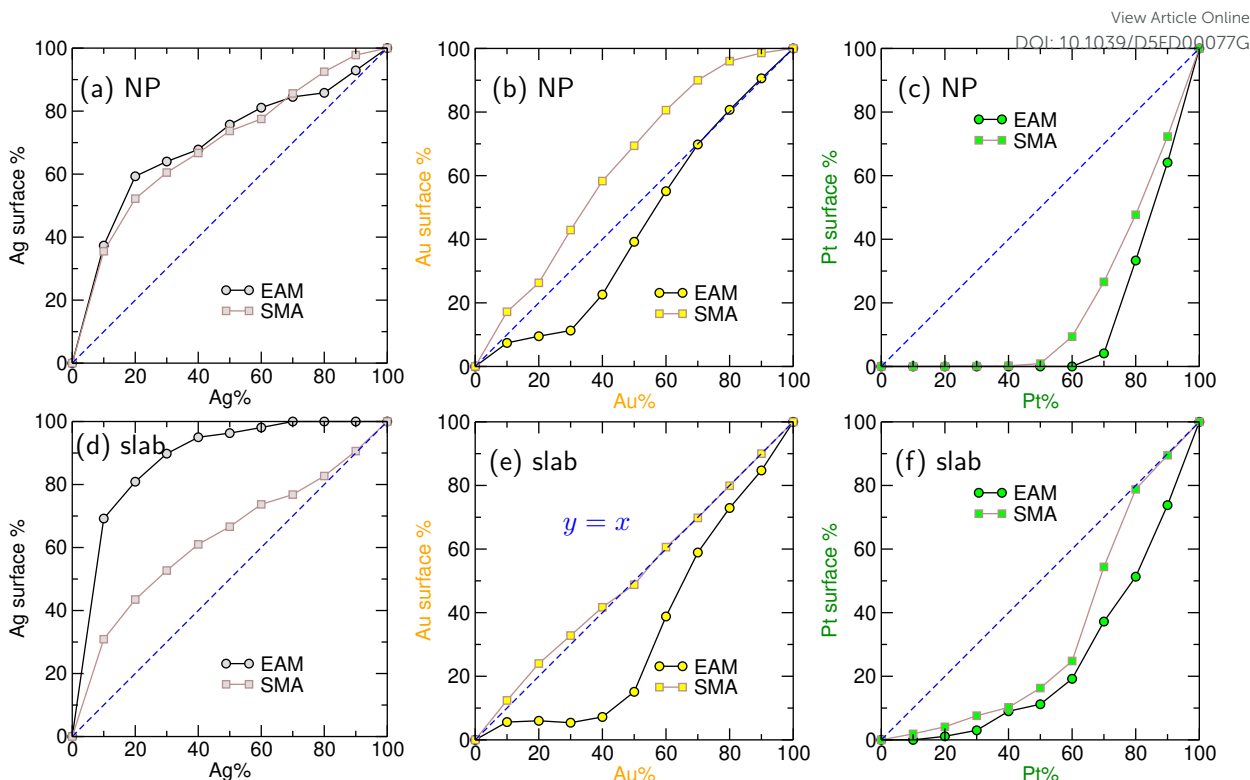 View Article Online
DOI: 10.1039/D5FD00077G
(a) NP
Ag surface %
100
80
60
40
20
0
EAM
SMA
0 20 40 60 80 100
Ag%
(b) NP
Au surface %
100
80
60
40
20
0
EAM
SMA
0 20 40 60 80 100
Au%
(c) NP
Pt surface %
100
80
60
40
20
0
EAM
SMA
0 20 40 60 80 100
Pt%
(d) slab
Ag surface %
100
80
60
40
20
0
EAM
SMA
0 20 40 60 80 100
Ag%
(e) slab
Au surface %
100
80
60
40
20
0
y = x
EAM
SMA
0 20 40 60 80 100
Au%
(f) slab
Pt surface %
100
80
60
40
20
0
EAM
SMA
0 20 40 60 80 100
Pt%